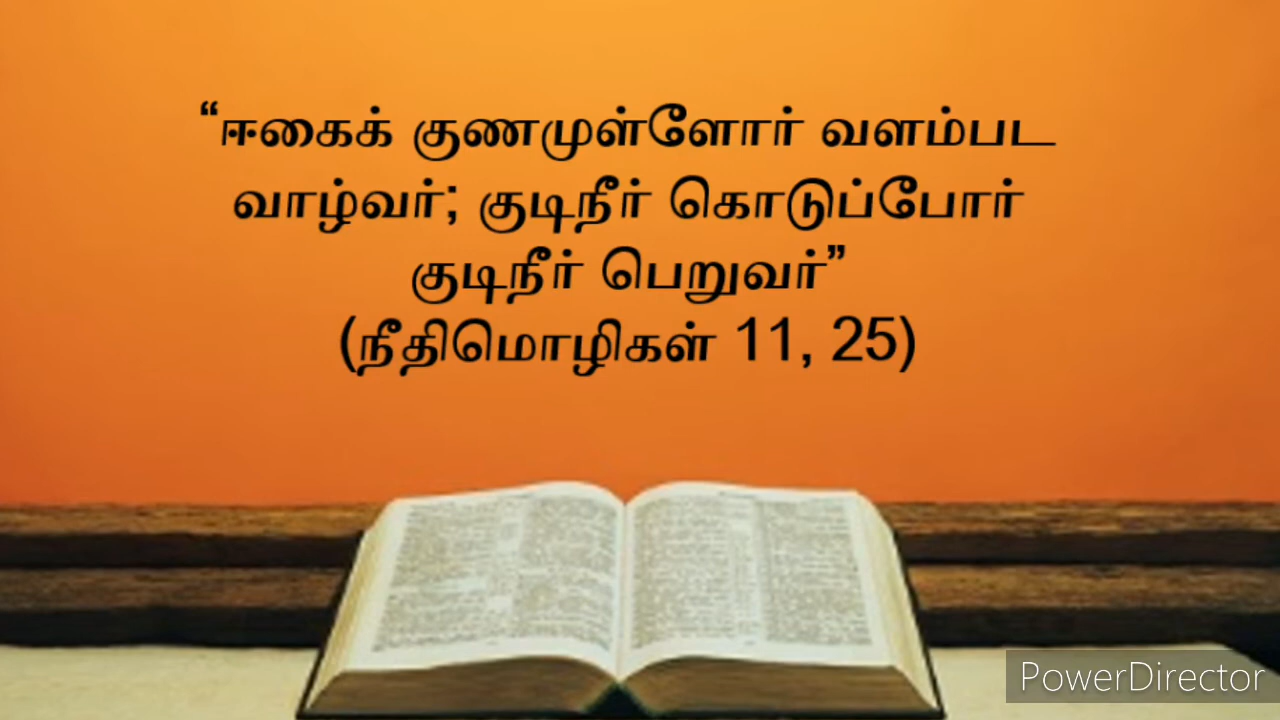 “ஈகைக் குணமுள்ளோர் வளம்பட
வாழ்வர்; குடிநீர் கொடுப்போர்
குடிநீர் பெறுவர்”
(நீதிமொழிகள் 11, 25)
PowerDirector